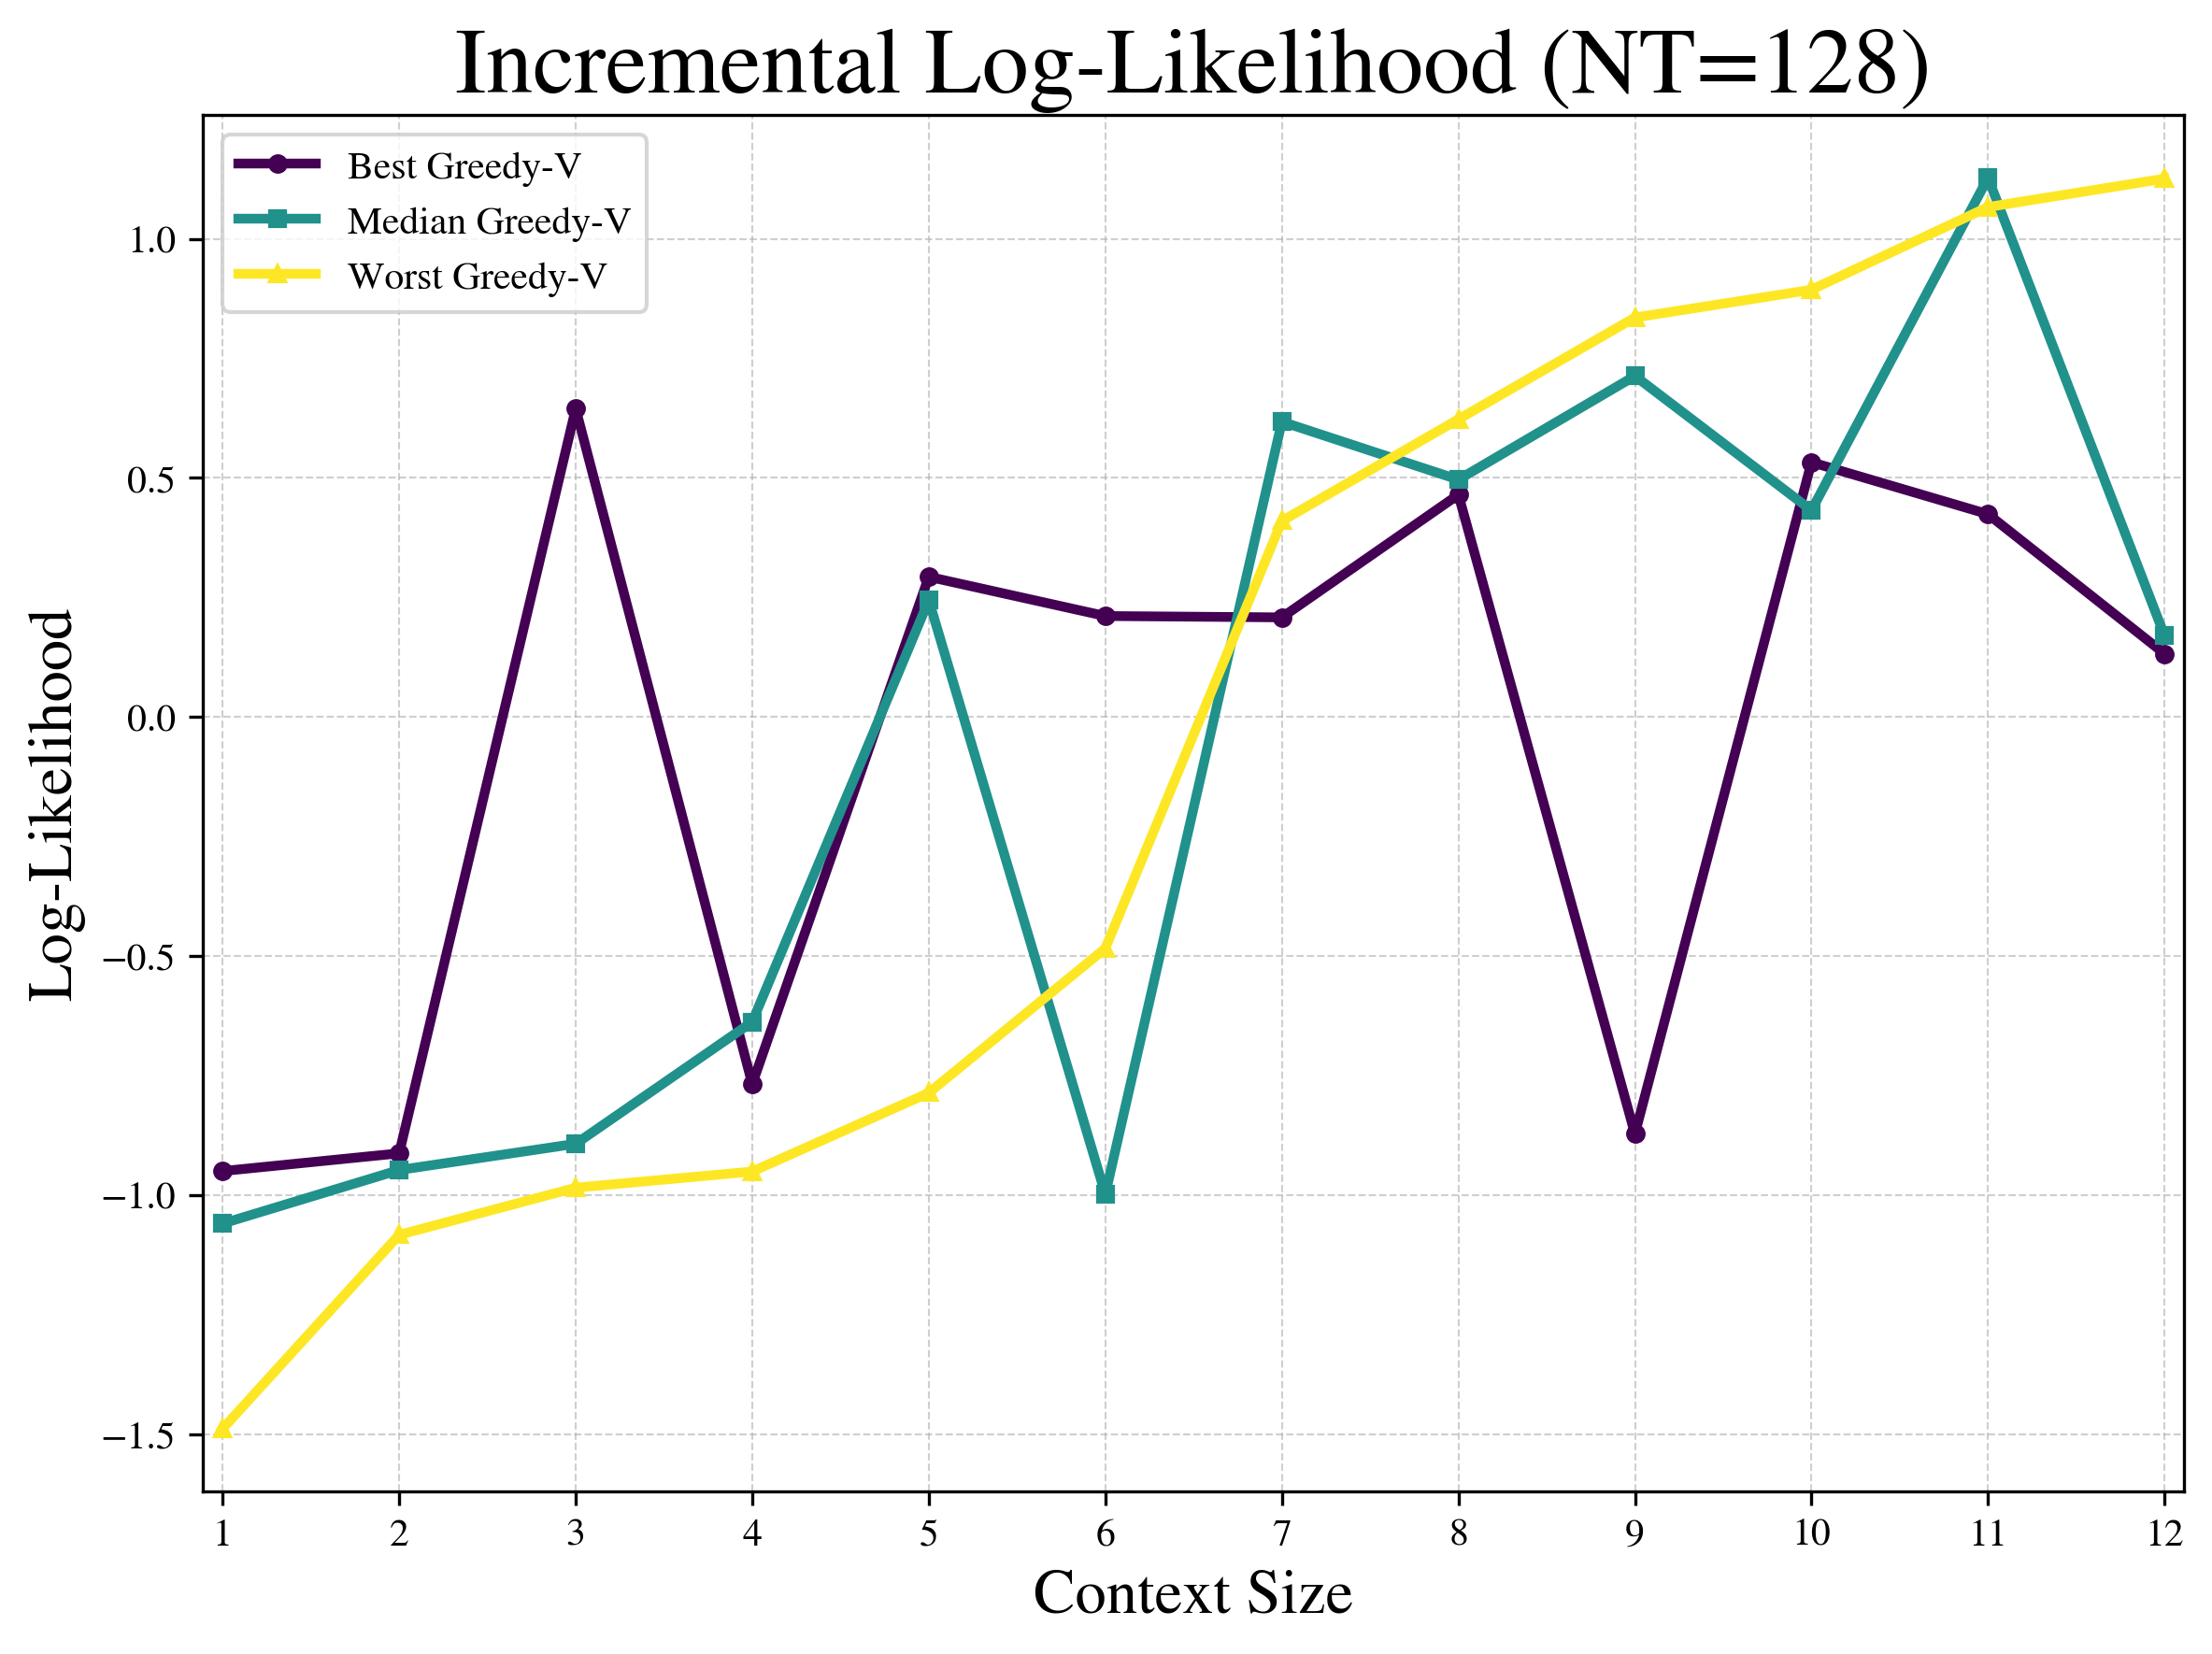 Incremental Log-Likelihood (NT=128)
Best Greedy-V
Median Greedy-V
Worst Greedy-V
1.0
0.5
0.0
−0.5
−1.0
−1.5
Log-Likelihood
1 2 3 4 5 6 7 8 9 10 11 12
Context Size